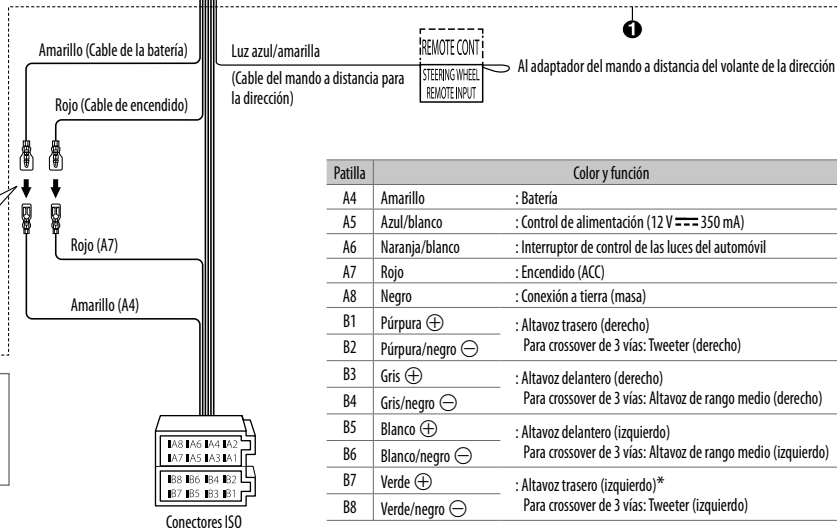 ❶
Amarillo (Cable de la batería)
Rojo (Cable de encendido)
Luz azul/amarilla
(Cable del mando a distancia para
la dirección)
REMOTE CONT
STEERING WHEEL
REMOTE INPUT
Al adaptador del mando a distancia del volante de la dirección
Rojo (A7)
Amarillo (A4)
A8 A6 A4 A2
A7 A5 A3 A1
B8 B6 B4 B2
B7 B5 B3 B1
Conectores ISO
Patilla Color y función
A4 Amarillo : Batería
A5 Azul/blanco : Control de alimentación (12 V ⎓ 350 mA)
A6 Naranja/blanco : Interruptor de control de las luces del automóvil
A7 Rojo : Encendido (ACC)
A8 Negro : Conexión a tierra (masa)
B1 Púrpura ⊕ : Altavoz trasero (derecho)
B2 Púrpura/negro ⊖ Para crossover de 3 vías: Tweeter (derecho)
B3 Gris ⊕ : Altavoz delantero (derecho)
B4 Gris/negro ⊖ Para crossover de 3 vías: Altavoz de rango medio (derecho)
B5 Blanco ⊕ : Altavoz delantero (izquierdo)
B6 Blanco/negro ⊖ Para crossover de 3 vías: Altavoz de rango medio (izquierdo)
B7 Verde ⊕ : Altavoz trasero (izquierdo)*
B8 Verde/negro ⊖ Para crossover de 3 vías: Tweeter (izquierdo)